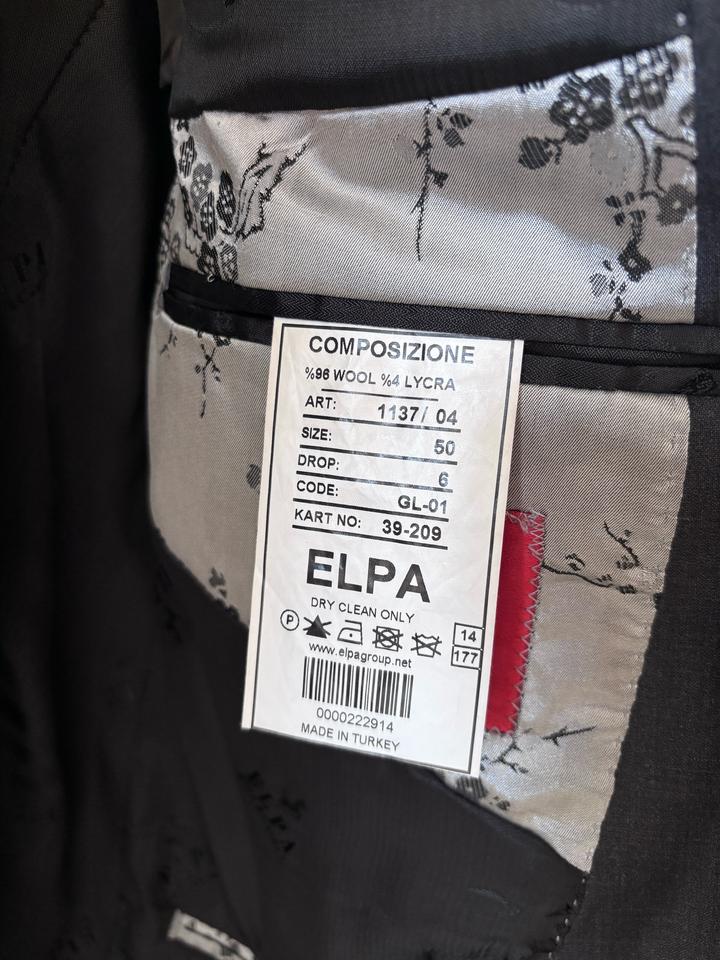 COMPOSIZIONE
%96 WOOL %4 LYCRA
ART: 1137/ 04
SIZE: 50
DROP: 6
CODE: GL-01
KART NO: 39-209
ELPA
DRY CLEAN ONLY
P
14
177
www.elpagroup.net
0000222914
MADE IN TURKEY
ELPA